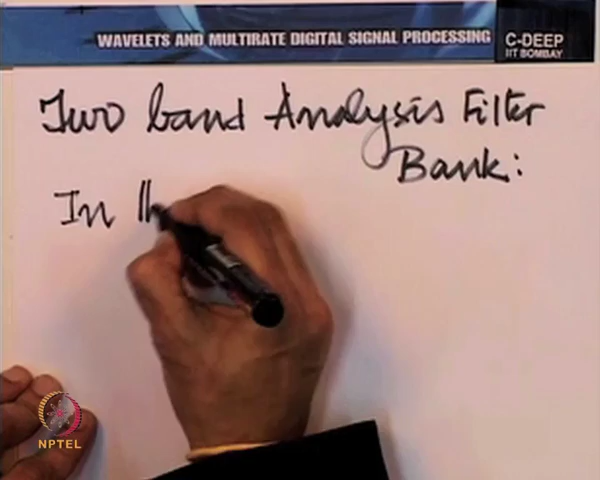 WAVELETS AND MULTIRATE DIGITAL SIGNAL PROCESSING
C-DEEP
IIT BOMBAY
Two band Analysis Filter
Bank:
In
NPTEL